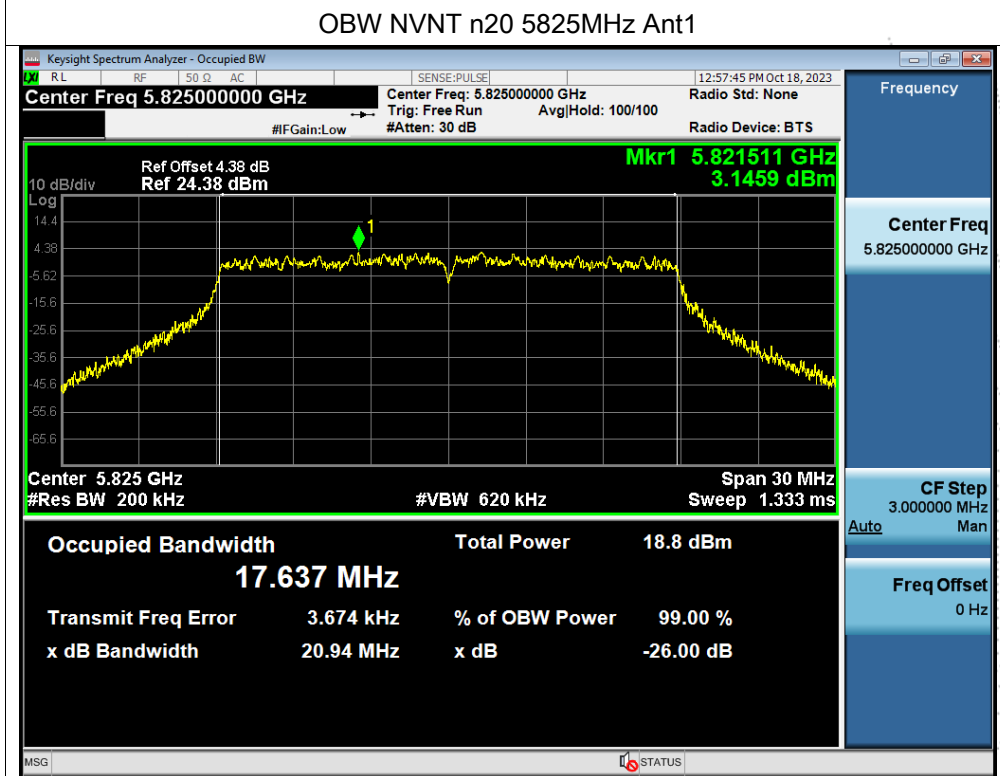 OBW NVNT n20 5825MHz Ant1
Keysight Spectrum Analyzer - Occupied BW
LXI RL RF 50 Ω AC SENSE:PULSE 12:57:45 PM Oct 18, 2023
Center Freq 5.825000000 GHz Center Freq: 5.825000000 GHz Radio Std: None
Trig: Free Run Avg|Hold: 100/100
#IFGain:Low #Atten: 30 dB Radio Device: BTS
Frequency
Ref Offset 4.38 dB Mkr1 5.821511 GHz
10 dB/div Ref 24.38 dBm 3.1459 dBm
Log
14.4
1
4.38
-5.62
-15.6
-25.6
-35.6
-45.6
-55.6
-65.6
Center Freq
5.825000000 GHz
Center 5.825 GHz Span 30 MHz
#Res BW 200 kHz #VBW 620 kHz Sweep 1.333 ms
CF Step
3.000000 MHz
Auto Man
Occupied Bandwidth Total Power 18.8 dBm
17.637 MHz
Transmit Freq Error 3.674 kHz % of OBW Power 99.00 %
x dB Bandwidth 20.94 MHz x dB -26.00 dB
Freq Offset
0 Hz
MSG STATUS